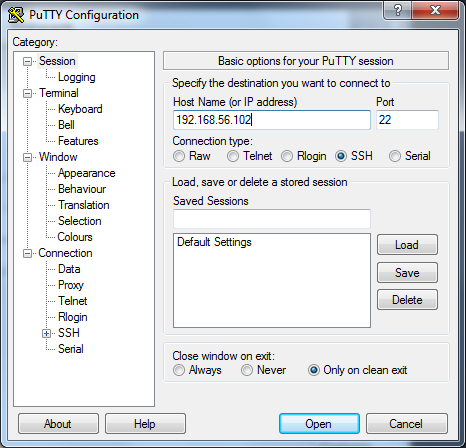 PuTTY Configuration
Category:
Session
Logging
Terminal
Keyboard
Bell
Features
Window
Appearance
Behaviour
Translation
Selection
Colours
Connection
Data
Proxy
Telnet
Rlogin
SSH
Serial
Basic options for your PuTTY session
Specify the destination you want to connect to
Host Name (or IP address) Port
192.168.56.102 22
Connection type:
Raw Telnet Rlogin SSH Serial
Load, save or delete a stored session
Saved Sessions
Default Settings
Load
Save
Delete
Close window on exit:
Always Never Only on clean exit
About Help Open Cancel